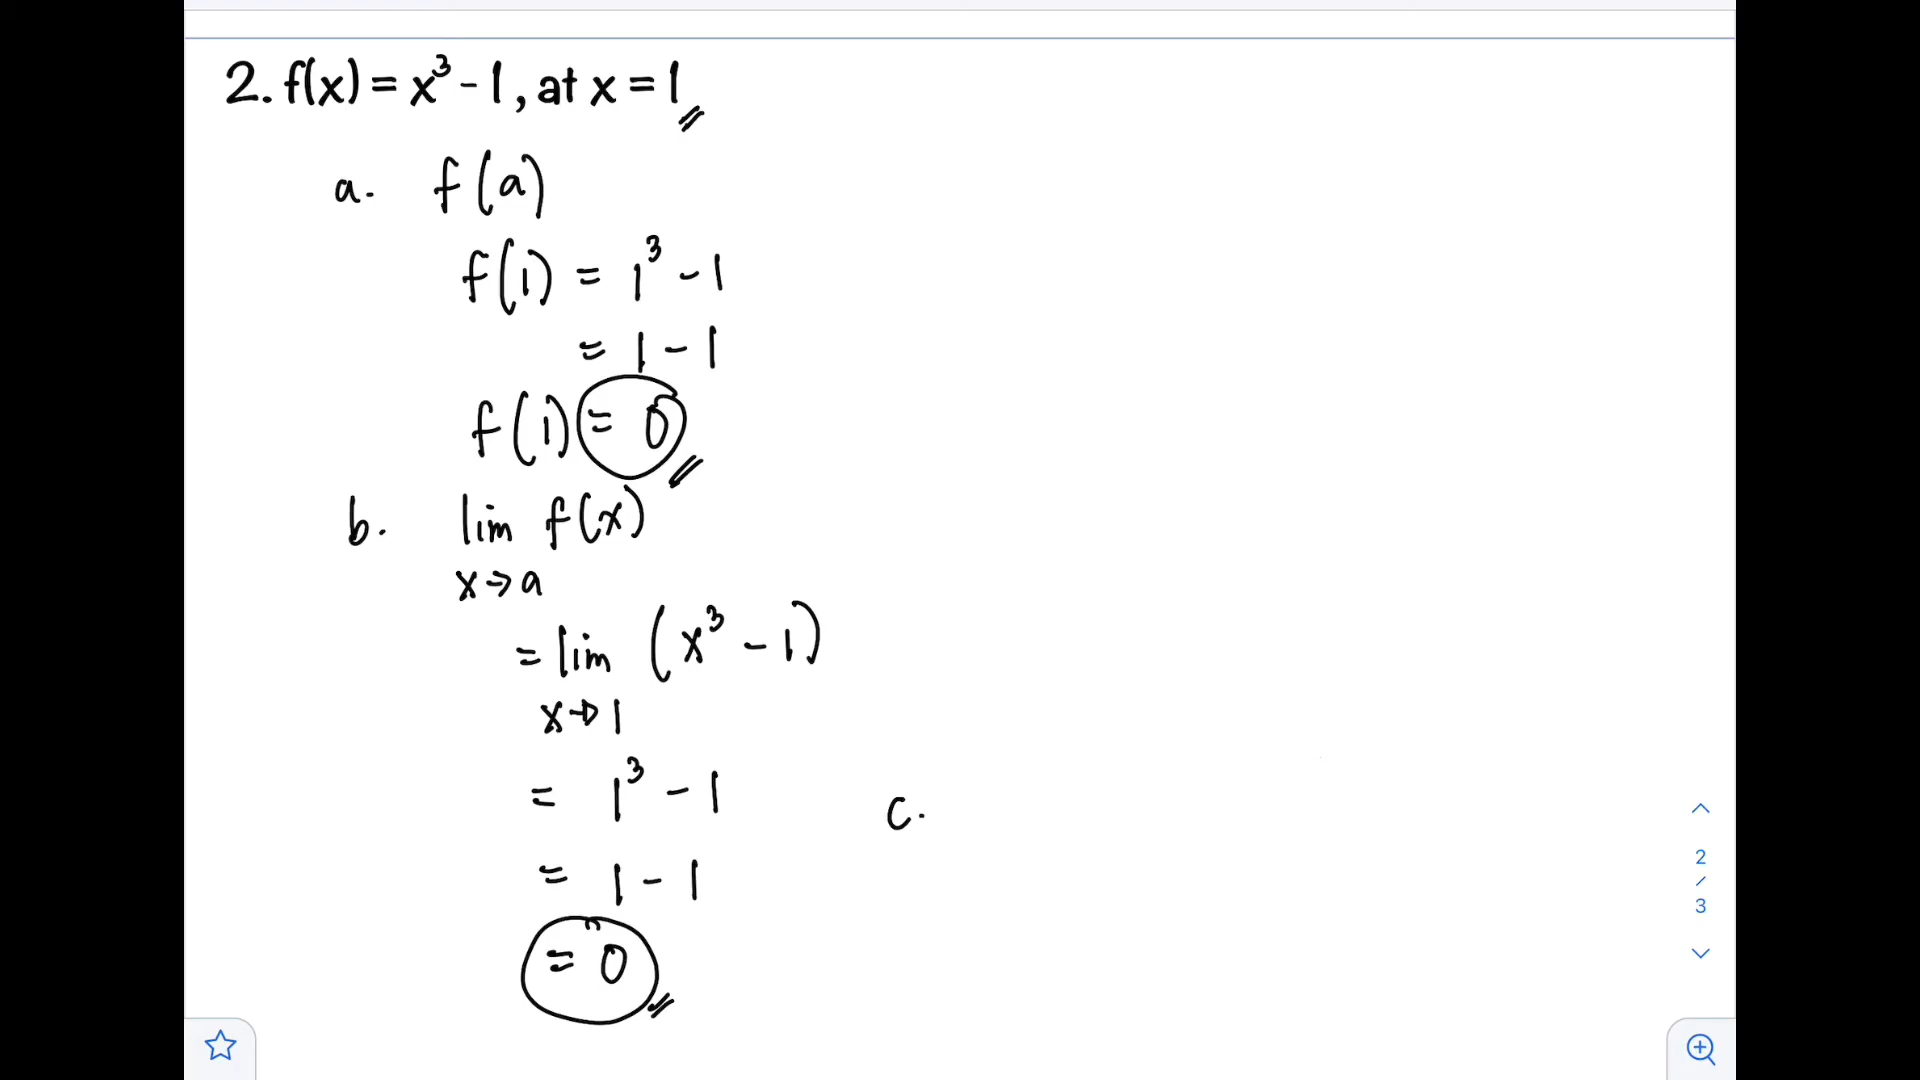 2. f(x) = x³ - 1, at x = 1
a. f(a)
f(1) = 1³ - 1
= 1 - 1
f(1) = 0
b. lim f(x)
x→a
= lim (x³ - 1)
x→1
= 1³ - 1
= 1 - 1
= 0
c.
2
/
3